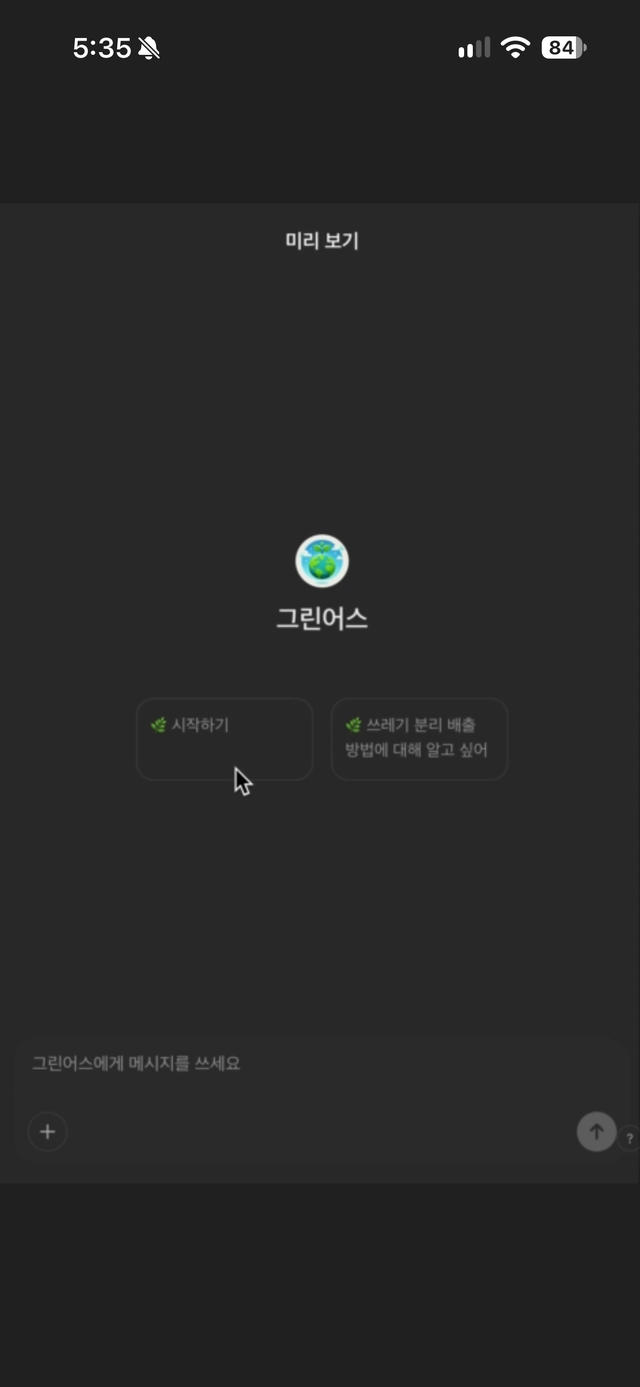 5:35
84
미리 보기
그린어스
🌿 시작하기
🌿 쓰레기 분리 배출
방법에 대해 알고 싶어
그린어스에게 메시지를 쓰세요
?